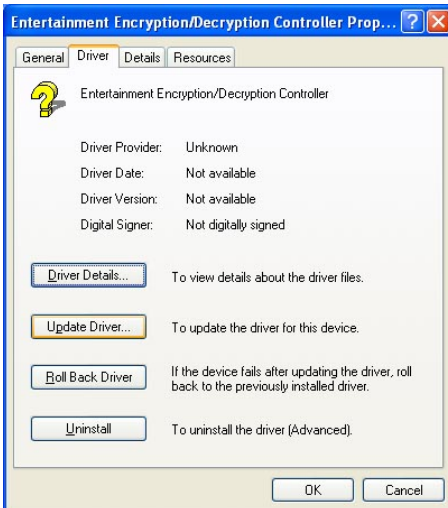 Entertainment Encryption/Decryption Controller Prop... ? X
General Driver Details Resources
Entertainment Encryption/Decryption Controller
Driver Provider: Unknown
Driver Date: Not available
Driver Version: Not available
Digital Signer: Not digitally signed
Driver Details... To view details about the driver files.
Update Driver... To update the driver for this device.
Roll Back Driver If the device fails after updating the driver, roll
back to the previously installed driver.
Uninstall To uninstall the driver (Advanced).
OK Cancel